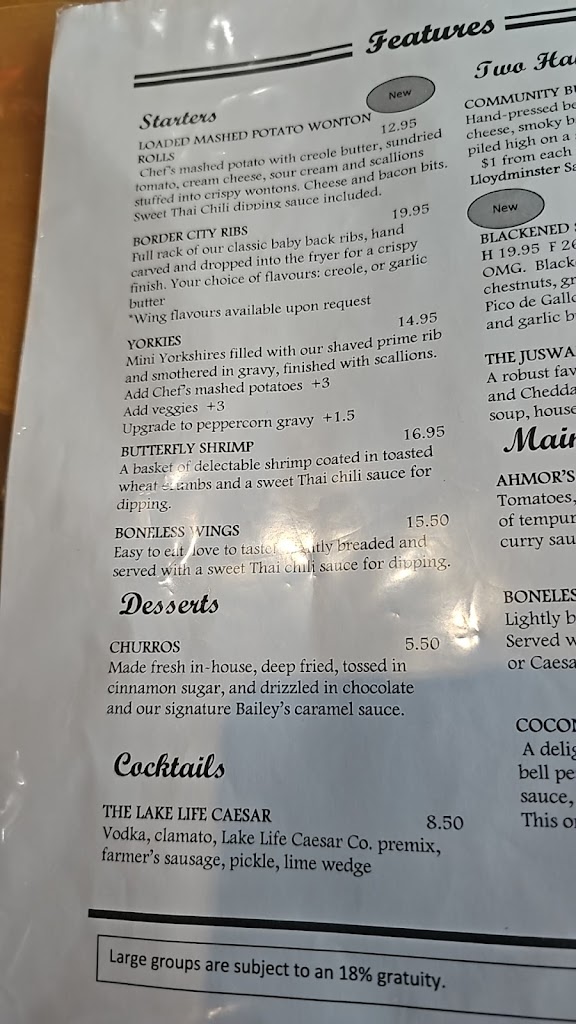 Features
Starters
New
LOADED MASHED POTATO WONTON
ROLLS 12.95
Chef's mashed potato with creole butter, sundried
tomato, cream cheese, sour cream and scallions
stuffed into crispy wontons. Cheese and bacon bits.
Sweet Thai Chili dipping sauce included.
BORDER CITY RIBS 19.95
Full rack of our classic baby back ribs, hand
carved and dropped into the fryer for a crispy
finish. Your choice of flavours: creole, or garlic
butter
*Wing flavours available upon request
YORKIES 14.95
Mini Yorkshires filled with our shaved prime rib
and smothered in gravy, finished with scallions.
Add Chef's mashed potatoes +3
Add veggies +3
Upgrade to peppercorn gravy +1.5
BUTTERFLY SHRIMP 16.95
A basket of delectable shrimp coated in toasted
wheat and a sweet Thai chili sauce for
dipping.
BONELESS WINGS 15.50
Easy to eat, love to taste! breaded and
served with a sweet Thai chili sauce for dipping.
Desserts
CHURROS 5.50
Made fresh in-house, deep fried, tossed in
cinnamon sugar, and drizzled in chocolate
and our signature Bailey's caramel sauce.
Cocktails
THE LAKE LIFE CAESAR 8.50
Vodka, clamato, Lake Life Caesar Co. premix,
farmer's sausage, pickle, lime wedge
Two Ha
COMMUNITY B
Hand-pressed be
cheese, smoky b
piled high on a
$1 from each
Lloydminster Sa
New
BLACKENED
H 19.95 F 26
OMG. Black
chestnuts, gr
Pico de Gallo
and garlic b
THE JUSWA
A robust fav
and Chedda
soup, house
Main
AHMOR'S
Tomatoes,
of tempur
curry sau
BONELES
Lightly b
Served w
or Caesa
COCON
A delig
bell pe
sauce,
This o
Large groups are subject to an 18% gratuity.